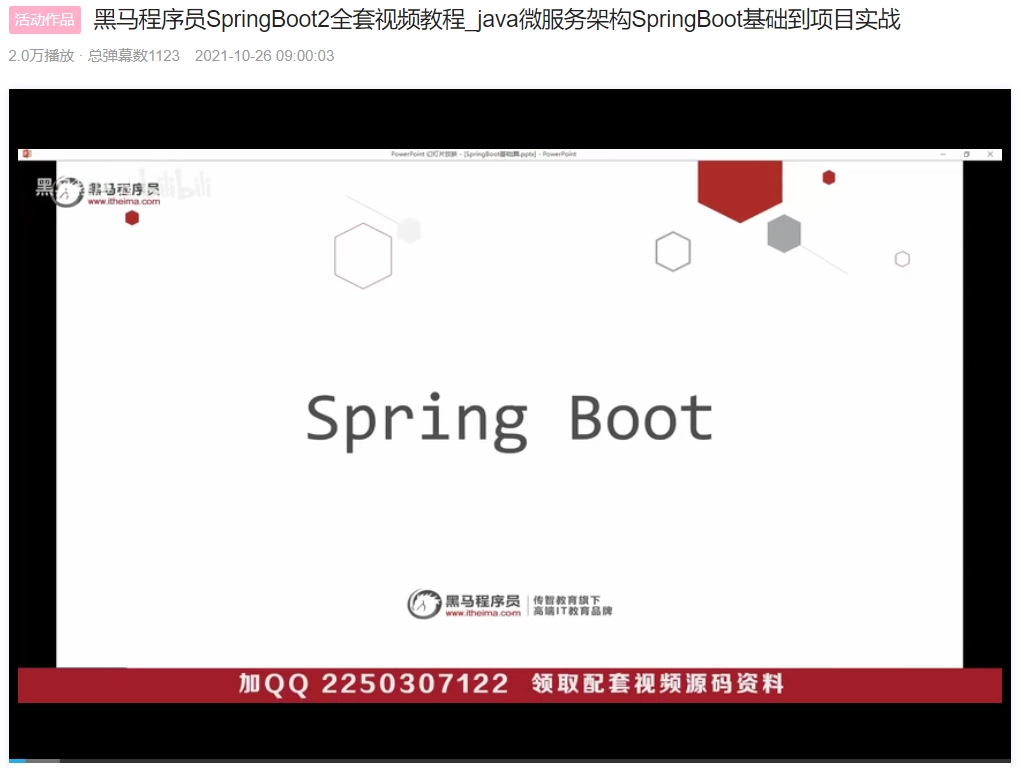 活动作品 黑马程序员SpringBoot2全套视频教程_java微服务架构SpringBoot基础到项目实战
2.0万播放 · 总弹幕数1123 2021-10-26 09:00:03
PowerPoint 幻灯片放映 - [SpringBoot基础篇.pptx] - PowerPoint
黑马程序员
www.itheima.com
bilibili
Spring Boot
黑马程序员
www.itheima.com
传智教育旗下
高端IT教育品牌
加QQ 2250307122 领取配套视频源码资料